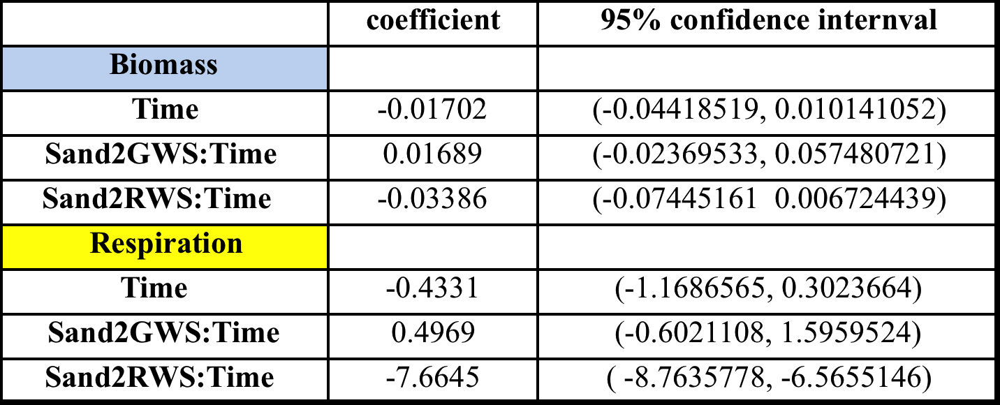 coefficient 95% confidence internval
Biomass
Time -0.01702 (-0.04418519, 0.010141052)
Sand2GWS:Time 0.01689 (-0.02369533, 0.057480721)
Sand2RWS:Time -0.03386 (-0.07445161 0.006724439)
Respiration
Time -0.4331 (-1.1686565, 0.3023664)
Sand2GWS:Time 0.4969 (-0.6021108, 1.5959524)
Sand2RWS:Time -7.6645 ( -8.7635778, -6.5655146)